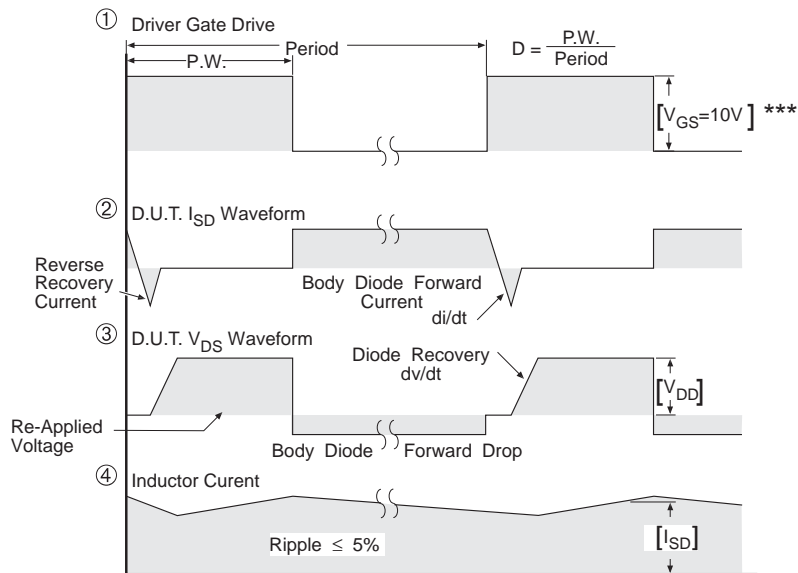 ① Driver Gate Drive
Period
P.W.
D = P.W. / Period
[VGS=10V] ***
② D.U.T. ISD Waveform
Reverse
Recovery
Current
Body Diode Forward
Current
di/dt
③ D.U.T. VDS Waveform
Diode Recovery
dv/dt
[VDD]
Re-Applied
Voltage
Body Diode Forward Drop
④ Inductor Curent
Ripple ≤ 5%
[ISD]